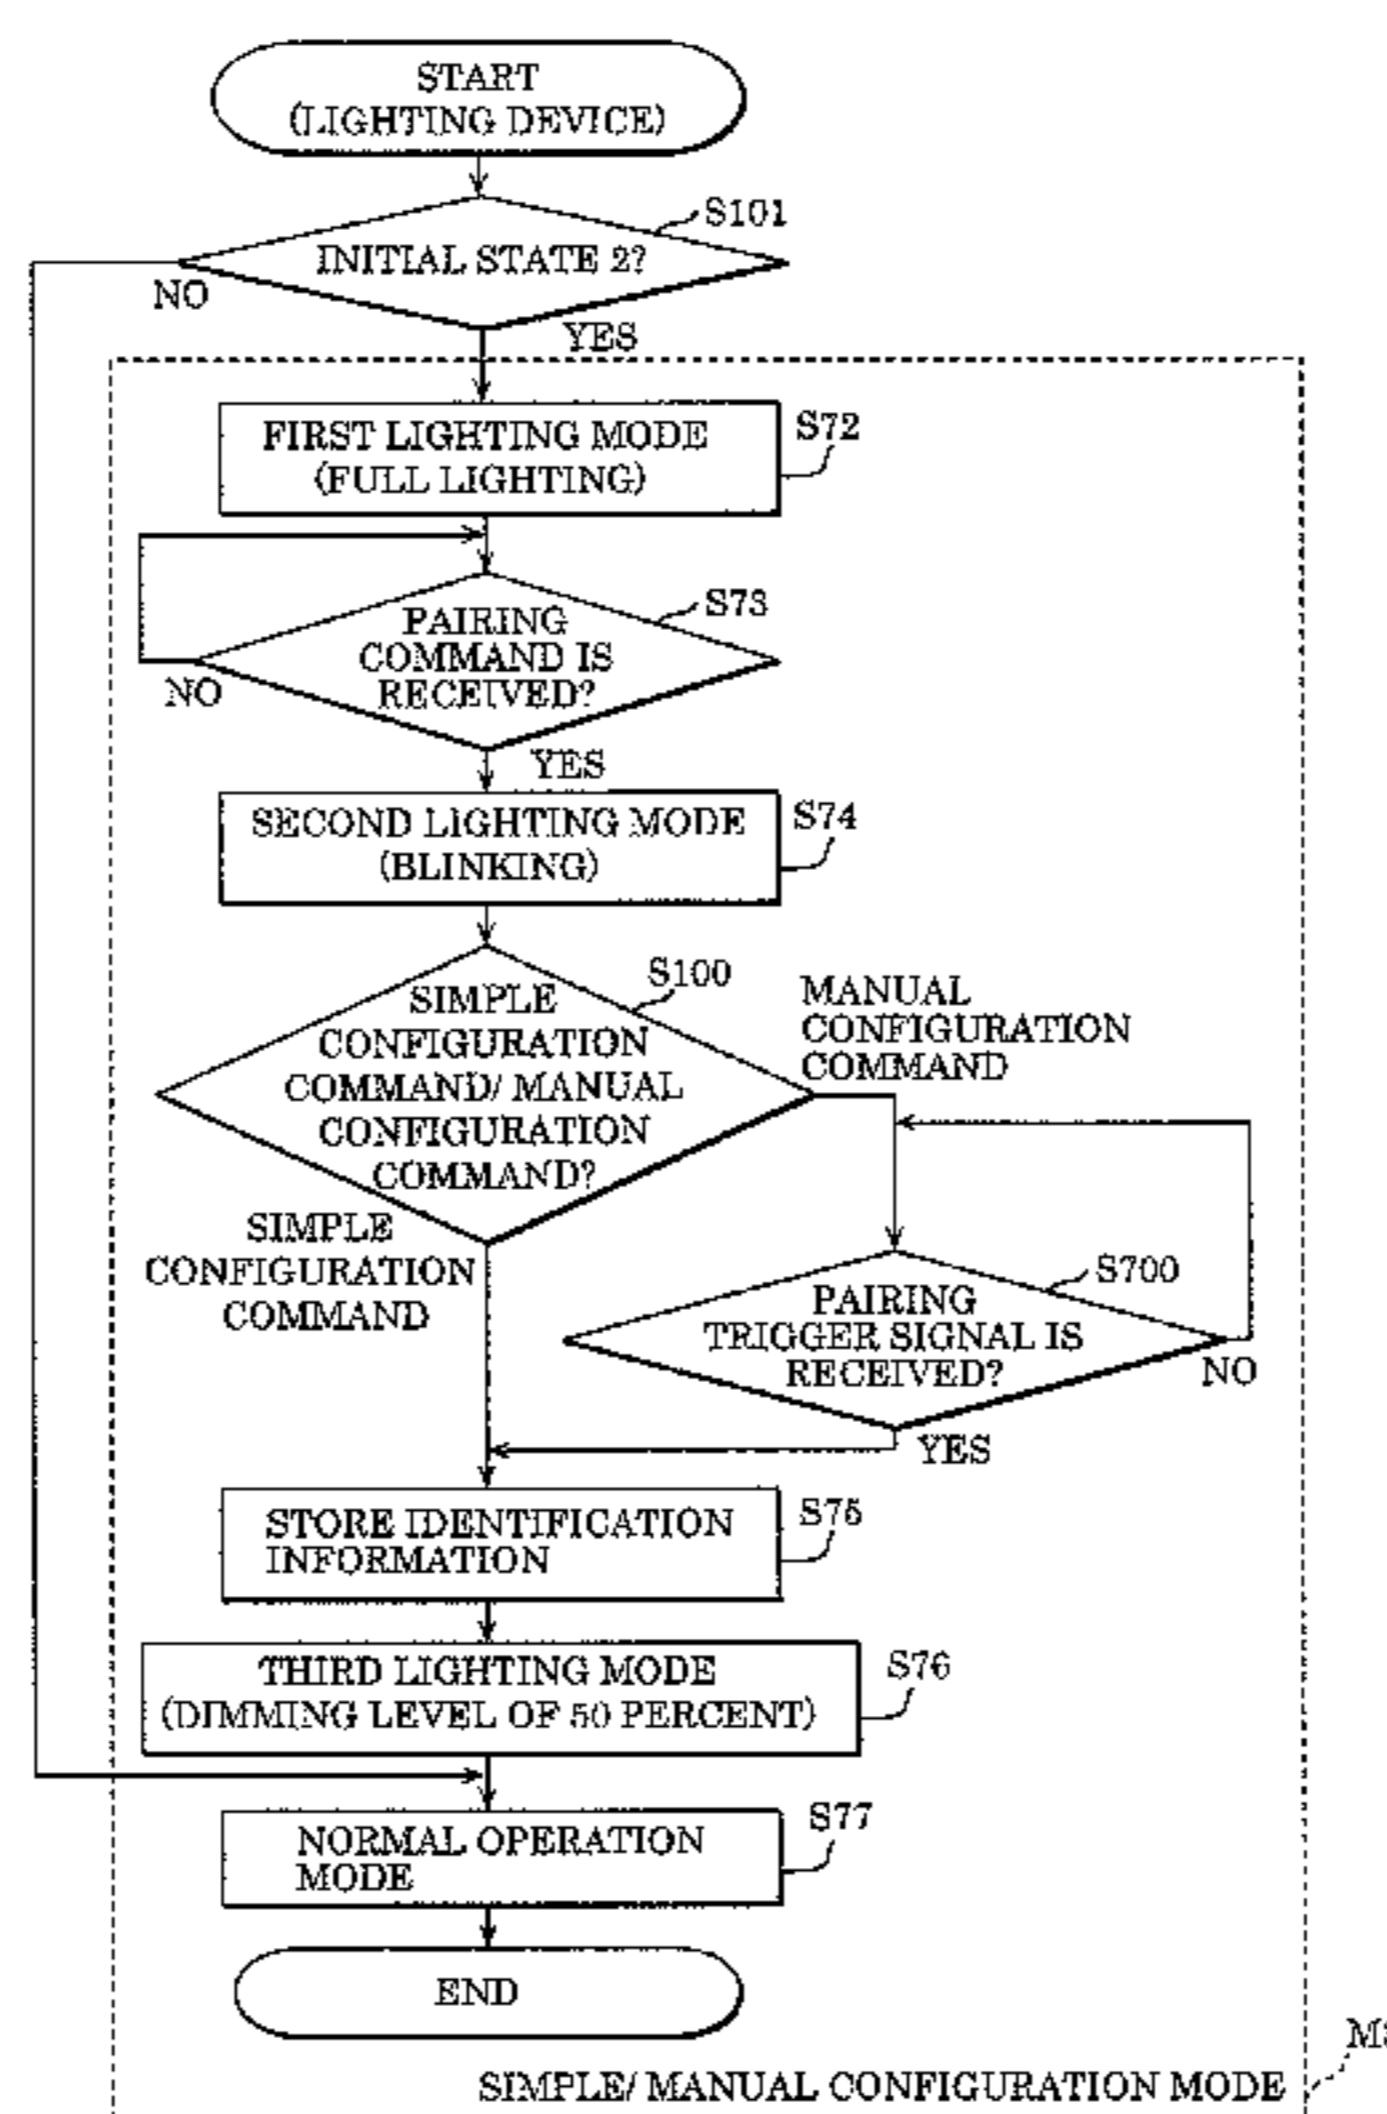 START
(LIGHTING DEVICE)
S101
INITIAL STATE 2?
NO
YES
FIRST LIGHTING MODE
(FULL LIGHTING)
S72
S73
PAIRING
COMMAND IS
RECEIVED?
NO
YES
SECOND LIGHTING MODE
(BLINKING)
S74
S100
SIMPLE
CONFIGURATION
COMMAND/ MANUAL
CONFIGURATION
COMMAND?
MANUAL
CONFIGURATION
COMMAND
SIMPLE
CONFIGURATION
COMMAND
S700
PAIRING
TRIGGER SIGNAL IS
RECEIVED?
NO
YES
STORE IDENTIFICATION
INFORMATION
S75
THIRD LIGHTING MODE
(DIMMING LEVEL OF 50 PERCENT)
S76
NORMAL OPERATION
MODE
S77
END
SIMPLE/ MANUAL CONFIGURATION MODE